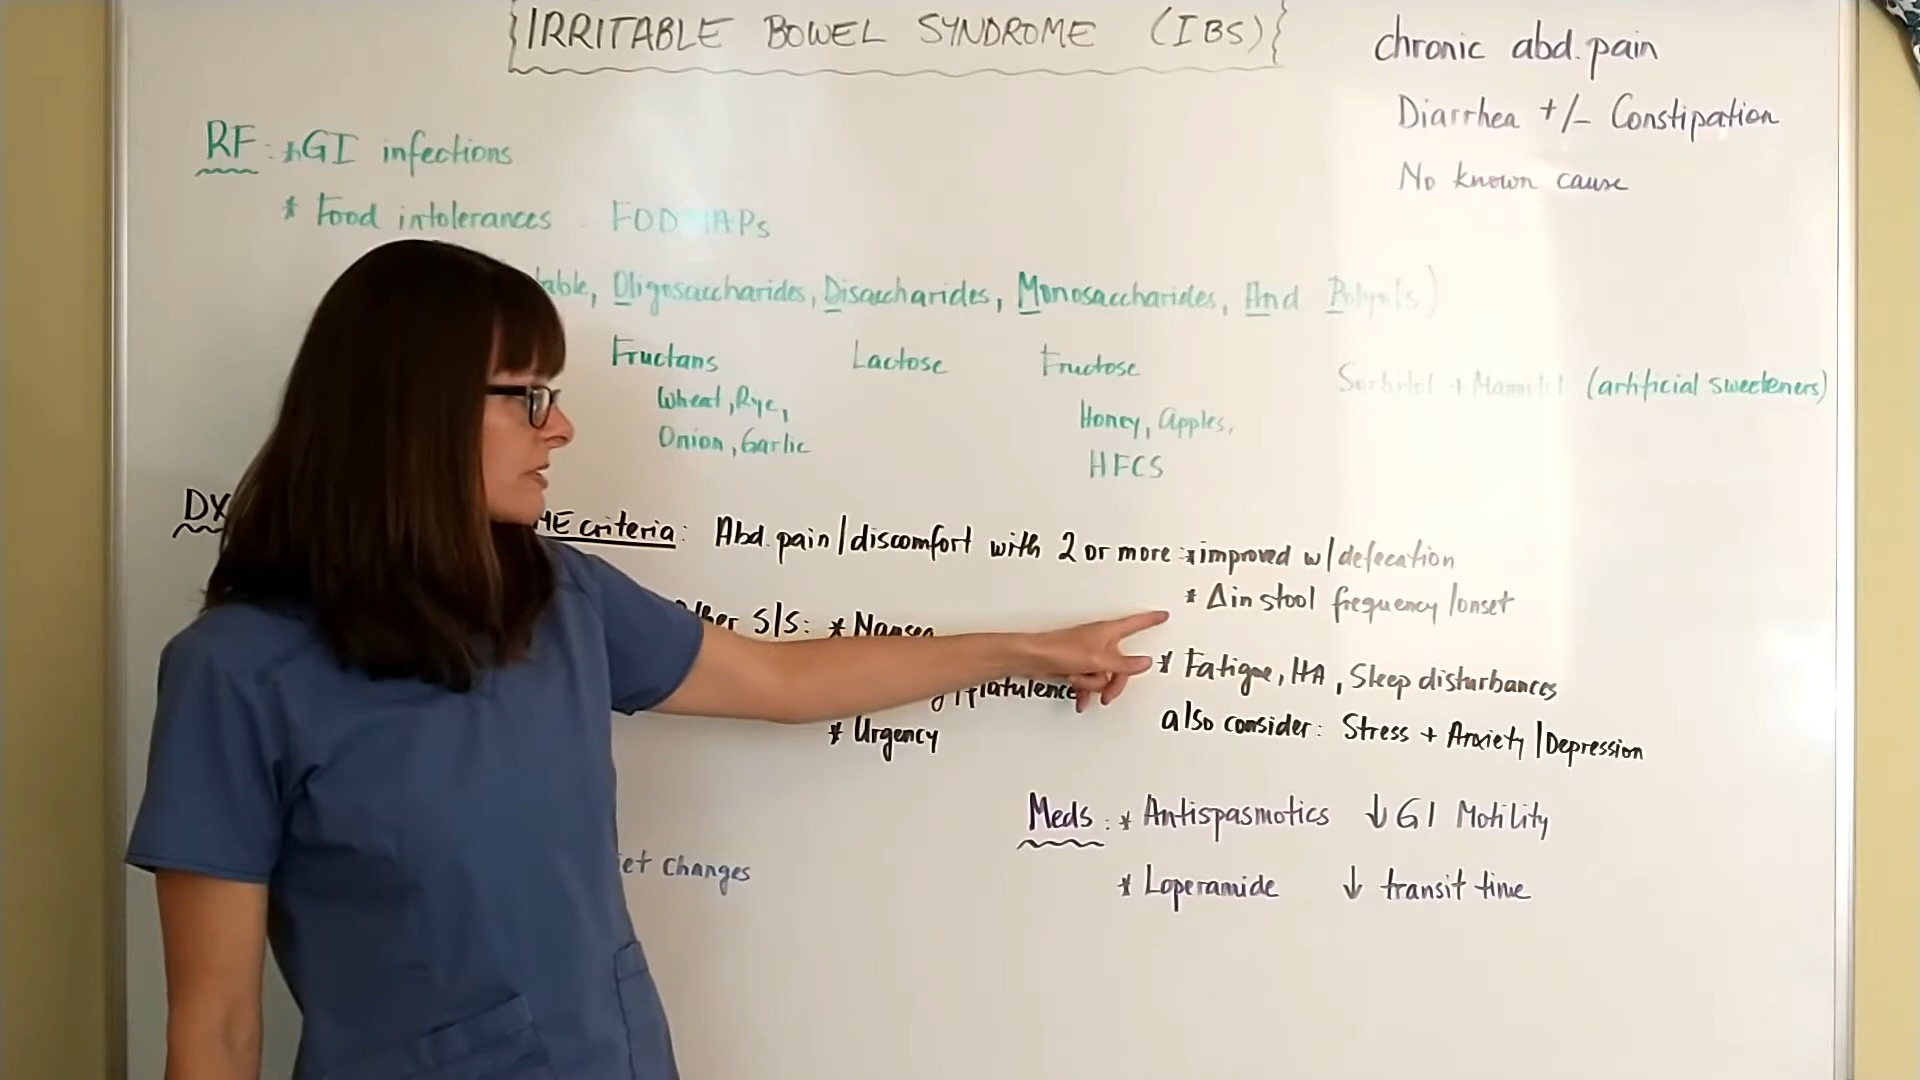 IRRITABLE BOWEL SYNDROME (IBS)
chronic abd. pain
Diarrhea +/- Constipation
No known cause
RF: * GI infections
* Food intolerances FODMAPs
Oligosaccharides, Disaccharides, Monosaccharides, And Polyols)
Fructans Lactose Fructose Sorbitol + Mannitol (artificial sweeteners)
Wheat, Rye, Honey, Apples,
Onion, Garlic HFCS
DX criteria: Abd. pain/discomfort with 2 or more: * improved w/defecation
* Δ in stool frequency/onset
S/S: * Nausea
* Fatigue, HA, Sleep disturbances
flatulence
* Urgency
also consider: Stress + Anxiety/Depression
Meds: * Antispasmotics ↓ GI Motility
Changes
* Loperamide ↓ transit time